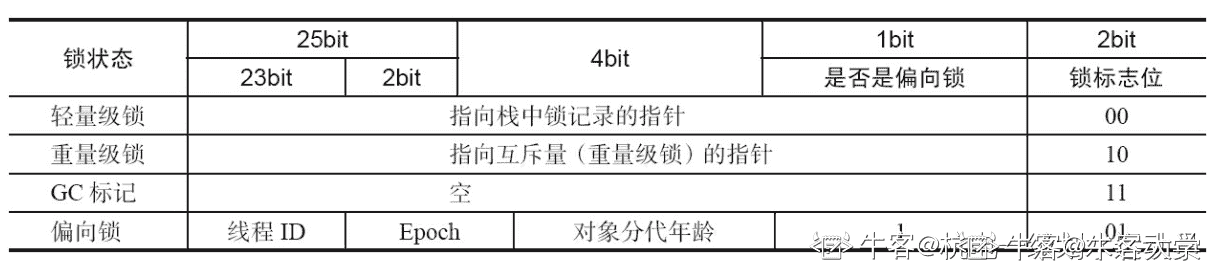 锁状态 25bit 4bit 1bit 2bit
23bit 2bit 是否是偏向锁 锁标志位
轻量级锁 指向栈中锁记录的指针 00
重量级锁 指向互斥量（重量级锁）的指针 10
GC 标记 空 11
偏向锁 线程 ID Epoch 对象分代年龄 1 01
牛客@